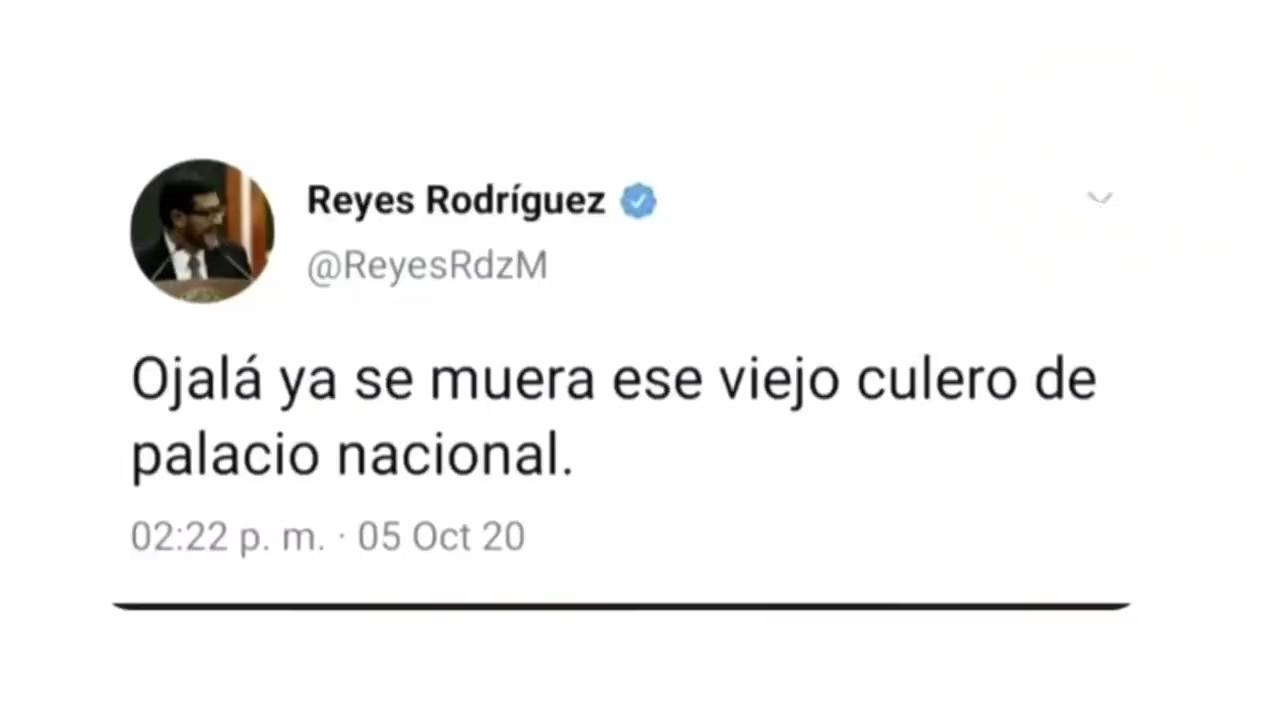 Reyes Rodríguez
@ReyesRdzM
Ojalá ya se muera ese viejo culero de
palacio nacional.
02:22 p. m. · 05 Oct 20